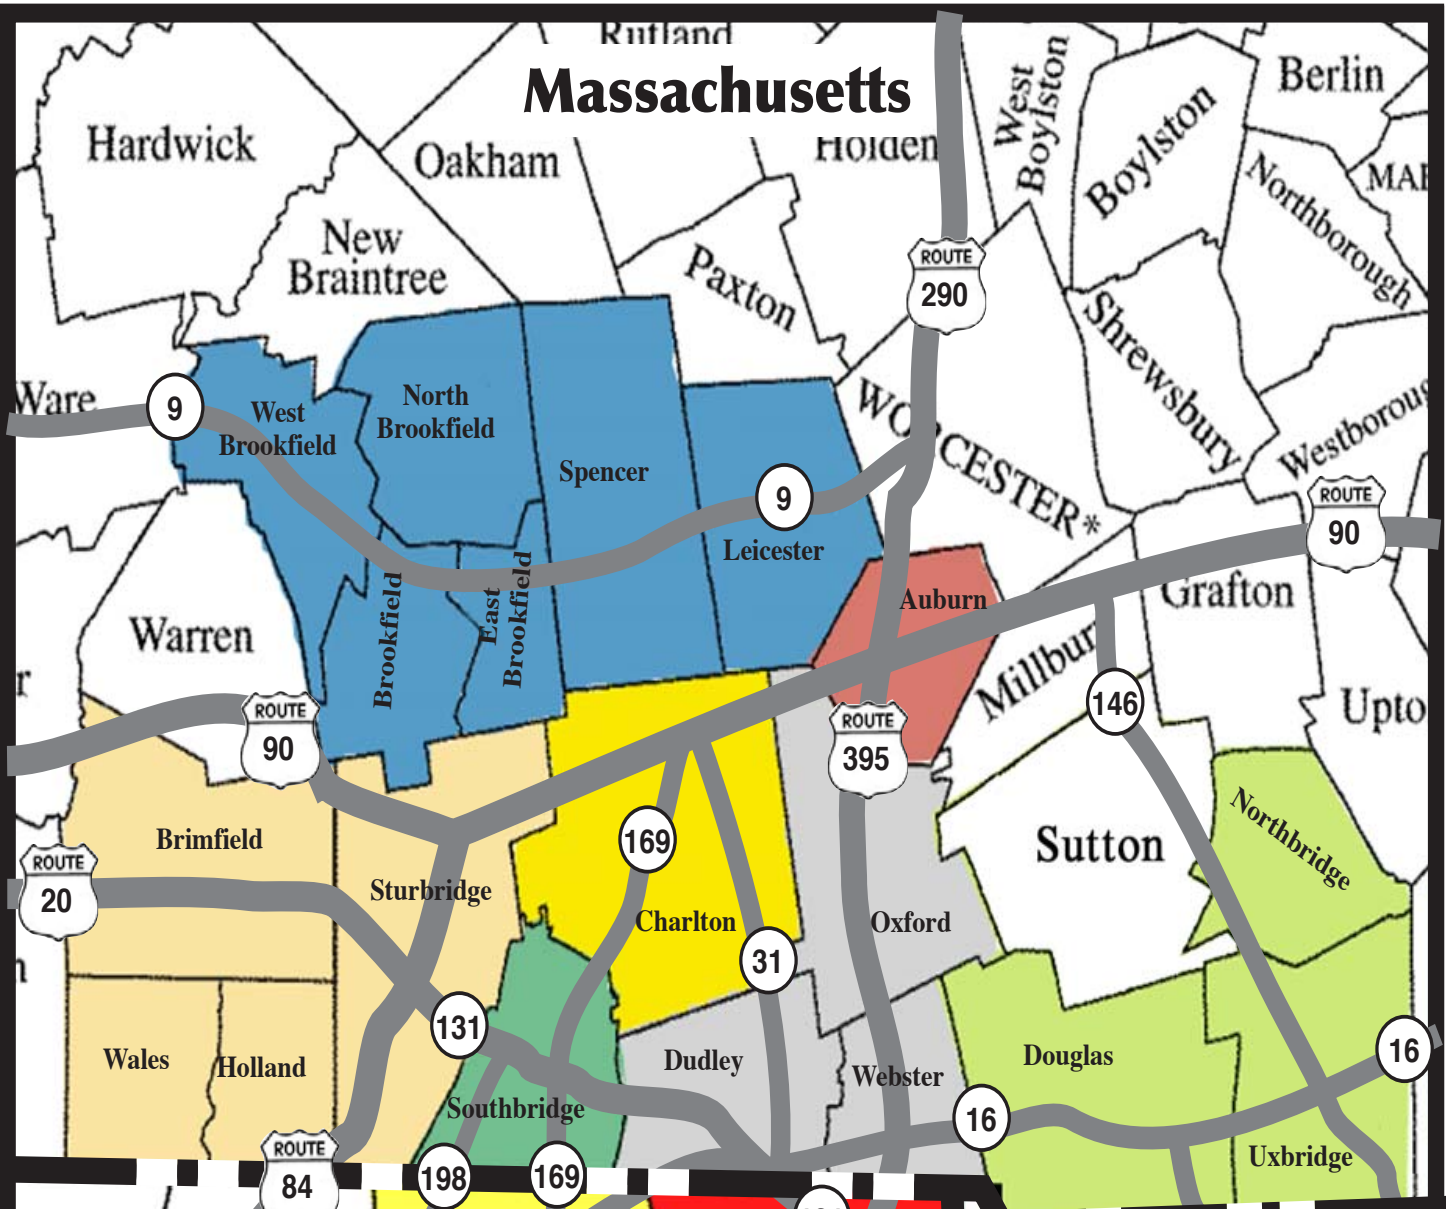 Rutland
Massachusetts
West
Boylston
Berlin
Hardwick
Oakham
Holden
Boylston
Northborough
New
Braintree
Paxton
ROUTE
290
Shrewsbury
Ware
9
West
Brookfield
North
Brookfield
Spencer
9
Leicester
WORCESTER*
ROUTE
90
Warren
Brookfield
East
Brookfield
Auburn
Grafton
ROUTE
90
ROUTE
395
146
Brimfield
169
Sutton
Northbridge
ROUTE
20
Sturbridge
Charlton
31
Oxford
131
Wales
Holland
Dudley
Webster
Douglas
16
Southbridge
16
Uxbridge
ROUTE
84
198
169